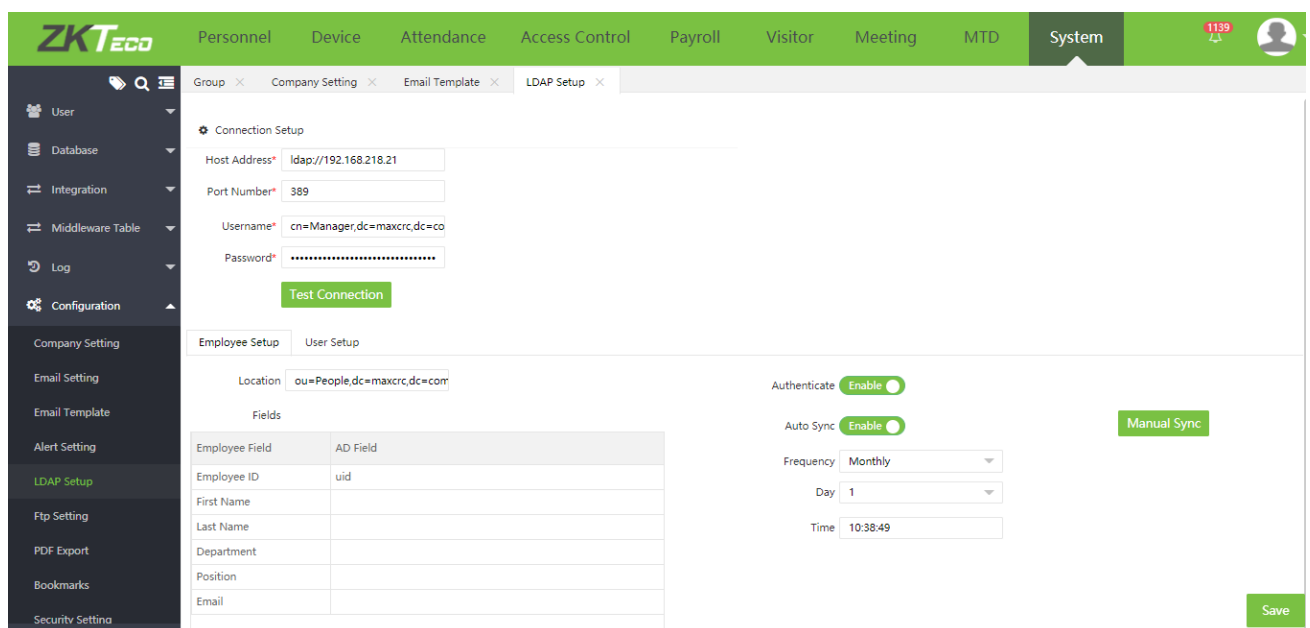 ZKTeco
Personnel Device Attendance Access Control Payroll Visitor Meeting MTD System 1139
Group × Company Setting × Email Template × LDAP Setup ×
User
Database
Integration
Middleware Table
Log
Configuration
Company Setting
Email Setting
Email Template
Alert Setting
LDAP Setup
Ftp Setting
PDF Export
Bookmarks
Security Setting
Connection Setup
Host Address* ldap://192.168.218.21
Port Number* 389
Username* cn=Manager,dc=maxcrc,dc=co
Password* ••••••••••••••••••••••••••••••••
Test Connection
Employee Setup User Setup
Location ou=People,dc=maxcrc,dc=com
Fields
Employee Field AD Field
Employee ID uid
First Name
Last Name
Department
Position
Email
Authenticate Enable
Auto Sync Enable
Manual Sync
Frequency Monthly
Day 1
Time 10:38:49
Save